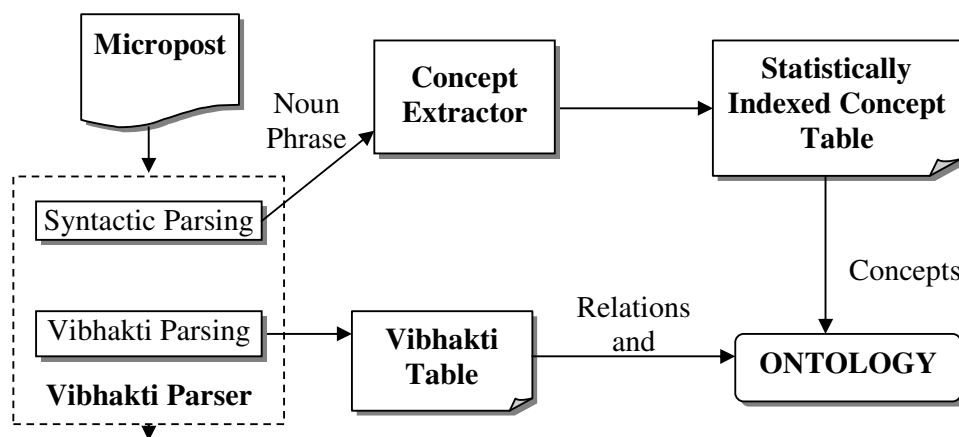 Micropost
Noun
Phrase
Concept
Extractor
Statistically
Indexed Concept
Table
Syntactic Parsing
Concepts
Vibhakti Parsing
Vibhakti
Table
Relations
and
ONTOLOGY
Vibhakti Parser